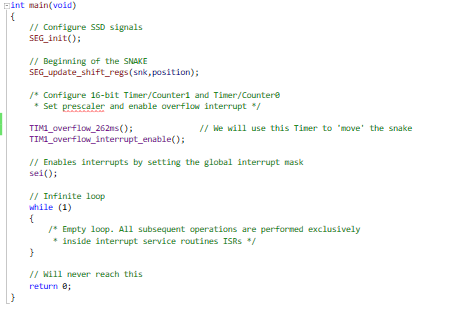 int main(void)
{
    // Configure SSD signals
    SEG_init();

    // Beginning of the SNAKE
    SEG_update_shift_regs(snk,position);

    /* Configure 16-bit Timer/Counter1 and Timer/Counter0
     * Set prescaler and enable overflow interrupt */

    TIM1_overflow_262ms();               // We will use this Timer to 'move' the snake
    TIM1_overflow_interrupt_enable();

    // Enables interrupts by setting the global interrupt mask
    sei();

    // Infinite loop
    while (1)
    {
        /* Empty loop. All subsequent operations are performed exclusively
         * inside interrupt service routines ISRs */
    }

    // Will never reach this
    return 0;
}